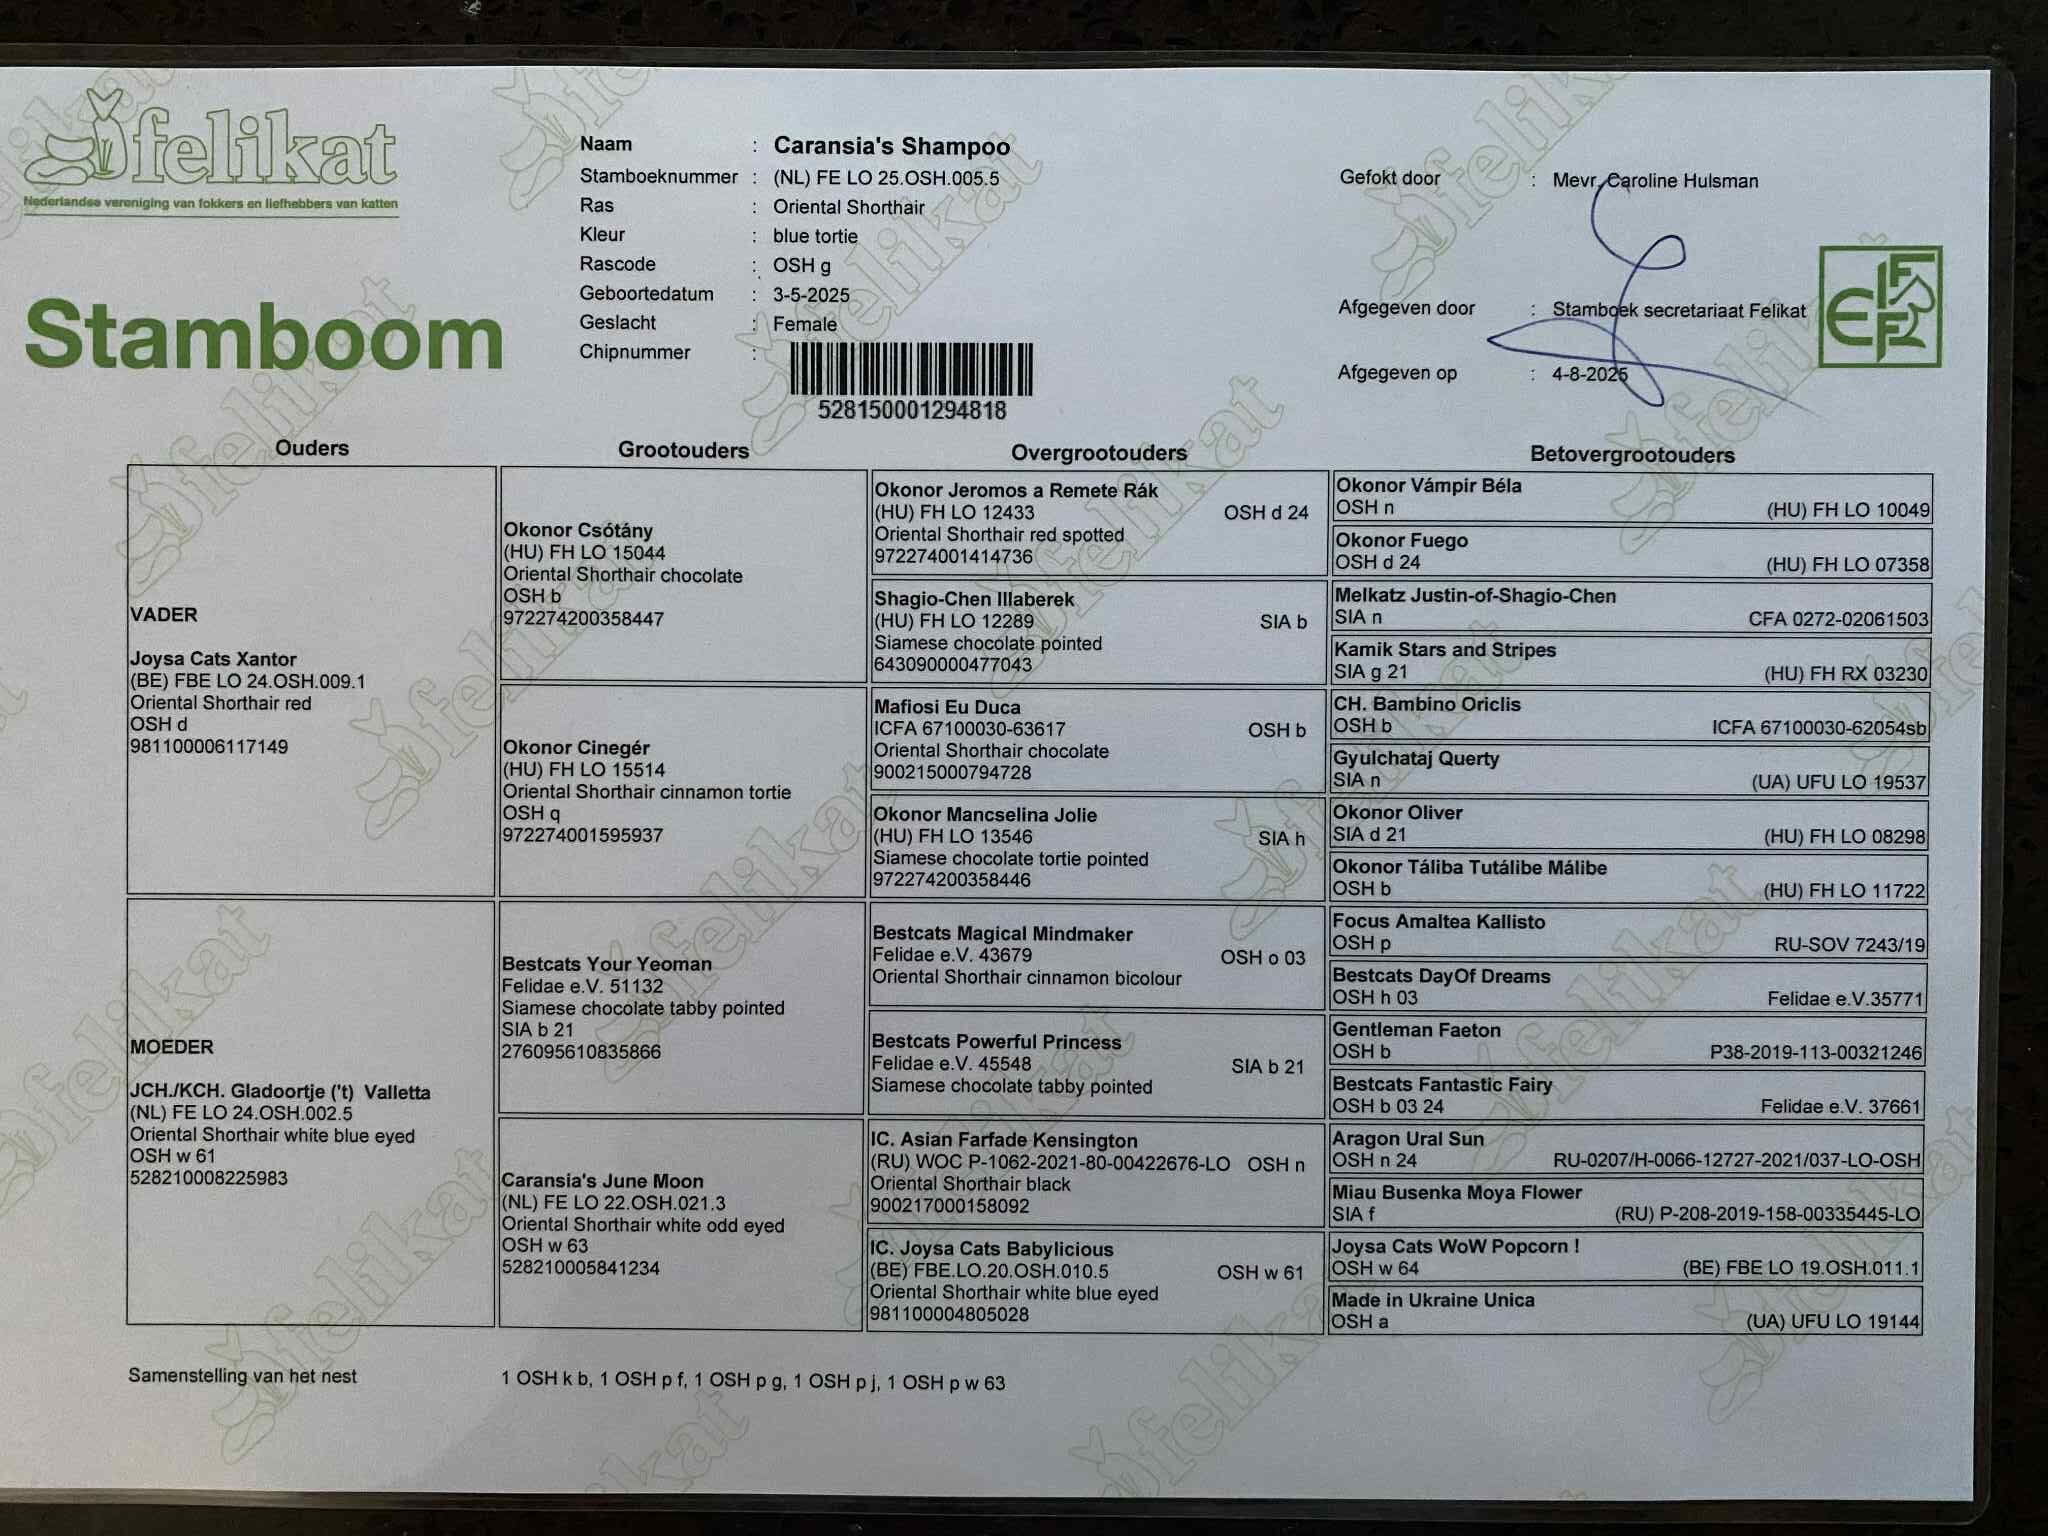 felikat
Nederlandse vereniging van fokkers en liefhebbers van katten
Stamboom
Naam : Caransia's Shampoo
Stamboeknummer : (NL) FE LO 25.OSH.005.5
Ras : Oriental Shorthair
Kleur : blue tortie
Rascode : OSH g
Geboortedatum : 3-5-2025
Geslacht : Female
Chipnummer :
528150001294818
Gefokt door : Mevr. Caroline Hulsman
Afgegeven door : Stamboek secretariaat Felikat
Afgegeven op : 4-8-2025
FIFE
Ouders
VADER
Joysa Cats Xantor
(BE) FBE LO 24.OSH.009.1
Oriental Shorthair red
OSH d
981100006117149
MOEDER
JCH./KCH. Gladoortje ('t) Valletta
(NL) FE LO 24.OSH.002.5
Oriental Shorthair white blue eyed
OSH w 61
528210008225983
Grootouders
Okonor Csótány
(HU) FH LO 15044
Oriental Shorthair chocolate
OSH b
972274200358447
Okonor Cinegér
(HU) FH LO 15514
Oriental Shorthair cinnamon tortie
OSH q
972274001595937
Bestcats Your Yeoman
Felidae e.V. 51132
Siamese chocolate tabby pointed
SIA b 21
276095610835866
Caransia's June Moon
(NL) FE LO 22.OSH.021.3
Oriental Shorthair white odd eyed
OSH w 63
528210005841234
Overgrootouders
Okonor Jeromos a Remete Rák
(HU) FH LO 12433 OSH d 24
Oriental Shorthair red spotted
972274001414736
Shagio-Chen Illaberek
(HU) FH LO 12289 SIA b
Siamese chocolate pointed
643090000477043
Mafiosi Eu Duca
ICFA 67100030-63617 OSH b
Oriental Shorthair chocolate
900215000794728
Okonor Mancselina Jolie
(HU) FH LO 13546 SIA h
Siamese chocolate tortie pointed
972274200358446
Bestcats Magical Mindmaker
Felidae e.V. 43679 OSH o 03
Oriental Shorthair cinnamon bicolour
Bestcats Powerful Princess
Felidae e.V. 45548 SIA b 21
Siamese chocolate tabby pointed
IC. Asian Farfade Kensington
(RU) WOC P-1062-2021-80-00422676-LO OSH n
Oriental Shorthair black
9002170001580​92
IC. Joysa Cats Babylicious
(BE) FBE.LO.20.OSH.010.5 OSH w 61
Oriental Shorthair white blue eyed
981100004805028
Betovergrootouders
Okonor Vámpír Béla
OSH n (HU) FH LO 10049
Okonor Fuego
OSH d 24 (HU) FH LO 07358
Melkatz Justin-of-Shagio-Chen
SIA n CFA 0272-02061503
Kamik Stars and Stripes
SIA g 21 (HU) FH RX 03230
CH. Bambino Oriclis
OSH b ICFA 67100030-62054sb
Gyulchataj Querty
SIA n (UA) UFU LO 19537
Okonor Oliver
SIA d 21 (HU) FH LO 08298
Okonor Táliba Tutálibe Málibe
OSH b (HU) FH LO 11722
Focus Amaltea Kallisto
OSH p RU-SOV 7243/19
Bestcats DayOf Dreams
OSH h 03 Felidae e.V.35771
Gentleman Faeton
OSH b P38-2019-113-00321246
Bestcats Fantastic Fairy
OSH b 03 24 Felidae e.V. 37661
Aragon Ural Sun
OSH n 24 RU-0207/H-0066-12727-2021/037-LO-OSH
Miau Busenka Moya Flower
SIA f (RU) P-208-2019-158-00335445-LO
Joysa Cats WoW Popcorn !
OSH w 64 (BE) FBE LO 19.OSH.011.1
Made in Ukraine Unica
OSH a (UA) UFU LO 19144
Samenstelling van het nest 1 OSH k b, 1 OSH p f, 1 OSH p g, 1 OSH p j, 1 OSH p w 63